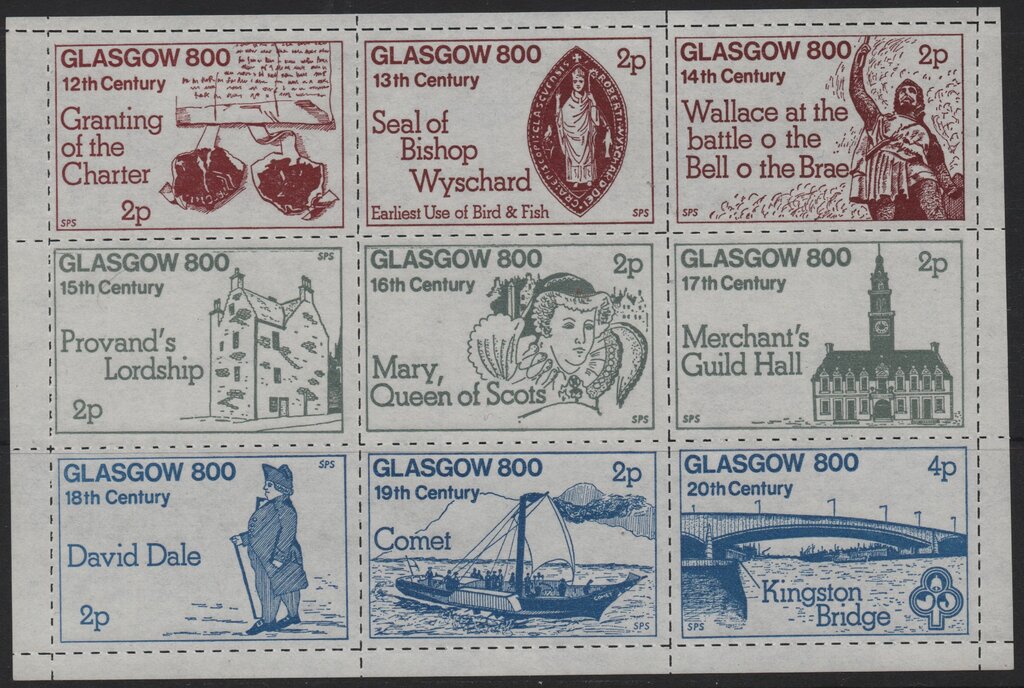 GLASGOW 800
12th Century
Granting
of the
Charter
2p
SPS
GLASGOW 800 2p
13th Century
Seal of
Bishop
Wyschard
Earliest Use of Bird & Fish SPS
GLASGOW 800 2p
14th Century
Wallace at the
battle o the
Bell o the Brae
SPS
GLASGOW 800 SPS
15th Century
Provand's
Lordship
2p
GLASGOW 800 2p
16th Century
Mary,
Queen of Scots
SPS
GLASGOW 800 2p
17th Century
Merchant's
Guild Hall
SPS
GLASGOW 800 SPS
18th Century
David Dale
2p
GLASGOW 800 2p
19th Century
Comet
COMET
SPS
GLASGOW 800 4p
20th Century
Kingston
Bridge
SPS